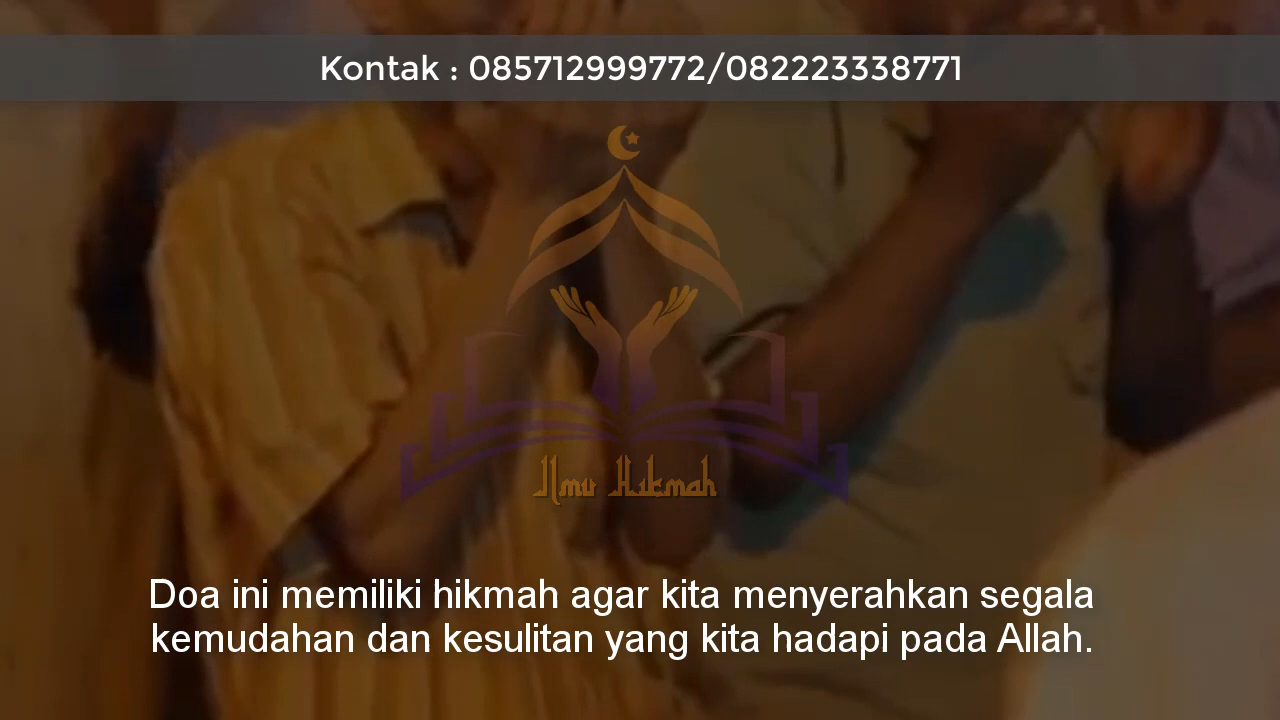 Kontak : 085712999772/082223338771
Ilmu Hikmah
Doa ini memiliki hikmah agar kita menyerahkan segala
kemudahan dan kesulitan yang kita hadapi pada Allah.